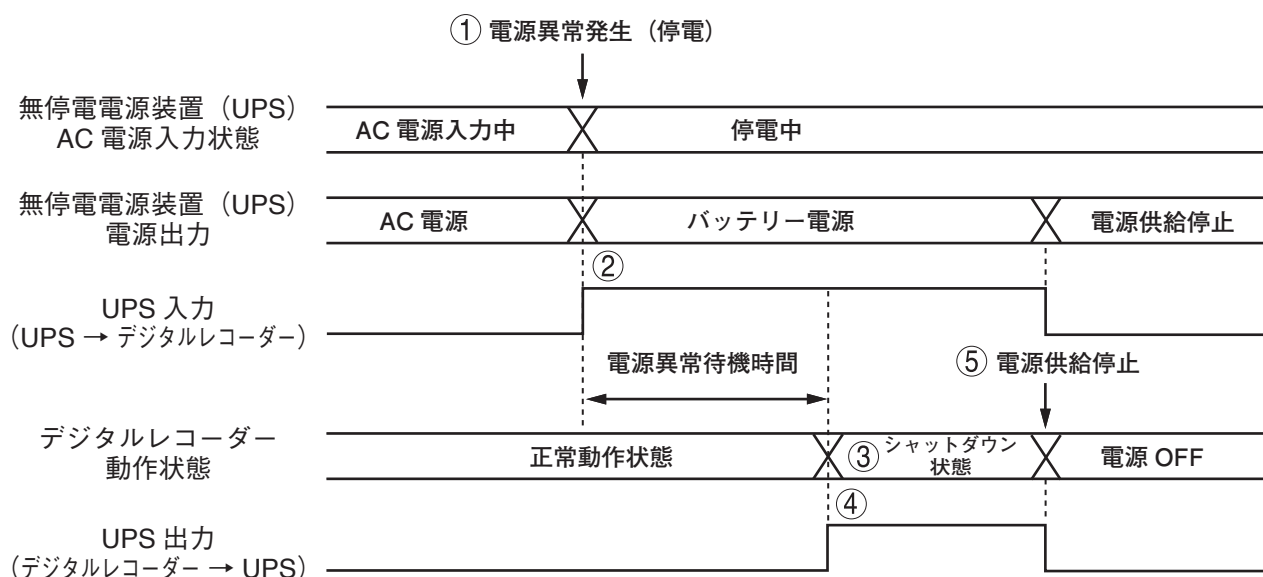 ① 電源異常発生（停電）
無停電電源装置（UPS）
AC 電源入力状態
AC 電源入力中
停電中
無停電電源装置（UPS）
電源出力
AC 電源
バッテリー電源
電源供給停止
②
UPS 入力
（UPS → デジタルレコーダー）
電源異常待機時間
⑤ 電源供給停止
デジタルレコーダー
動作状態
正常動作状態
③ シャットダウン
状態
電源 OFF
④
UPS 出力
（デジタルレコーダー → UPS）